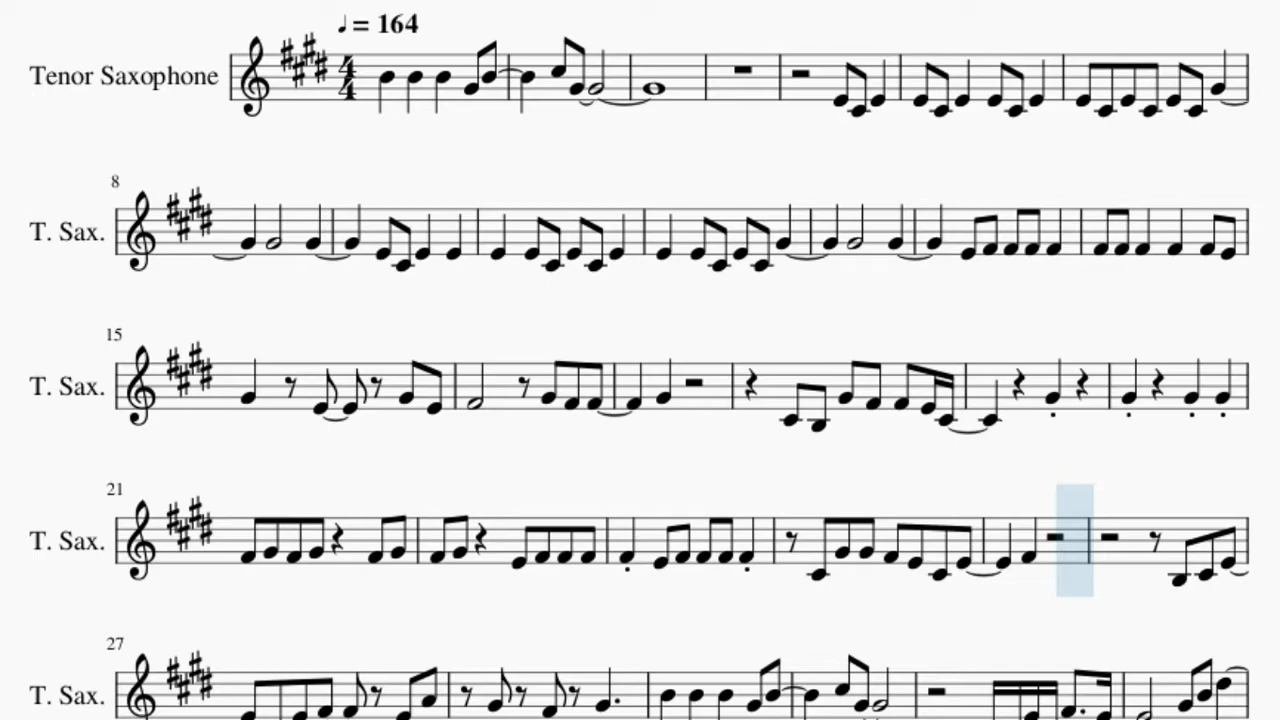 ♩ = 164
Tenor Saxophone
4
4
8
T. Sax.
15
T. Sax.
21
T. Sax.
27
T. Sax.